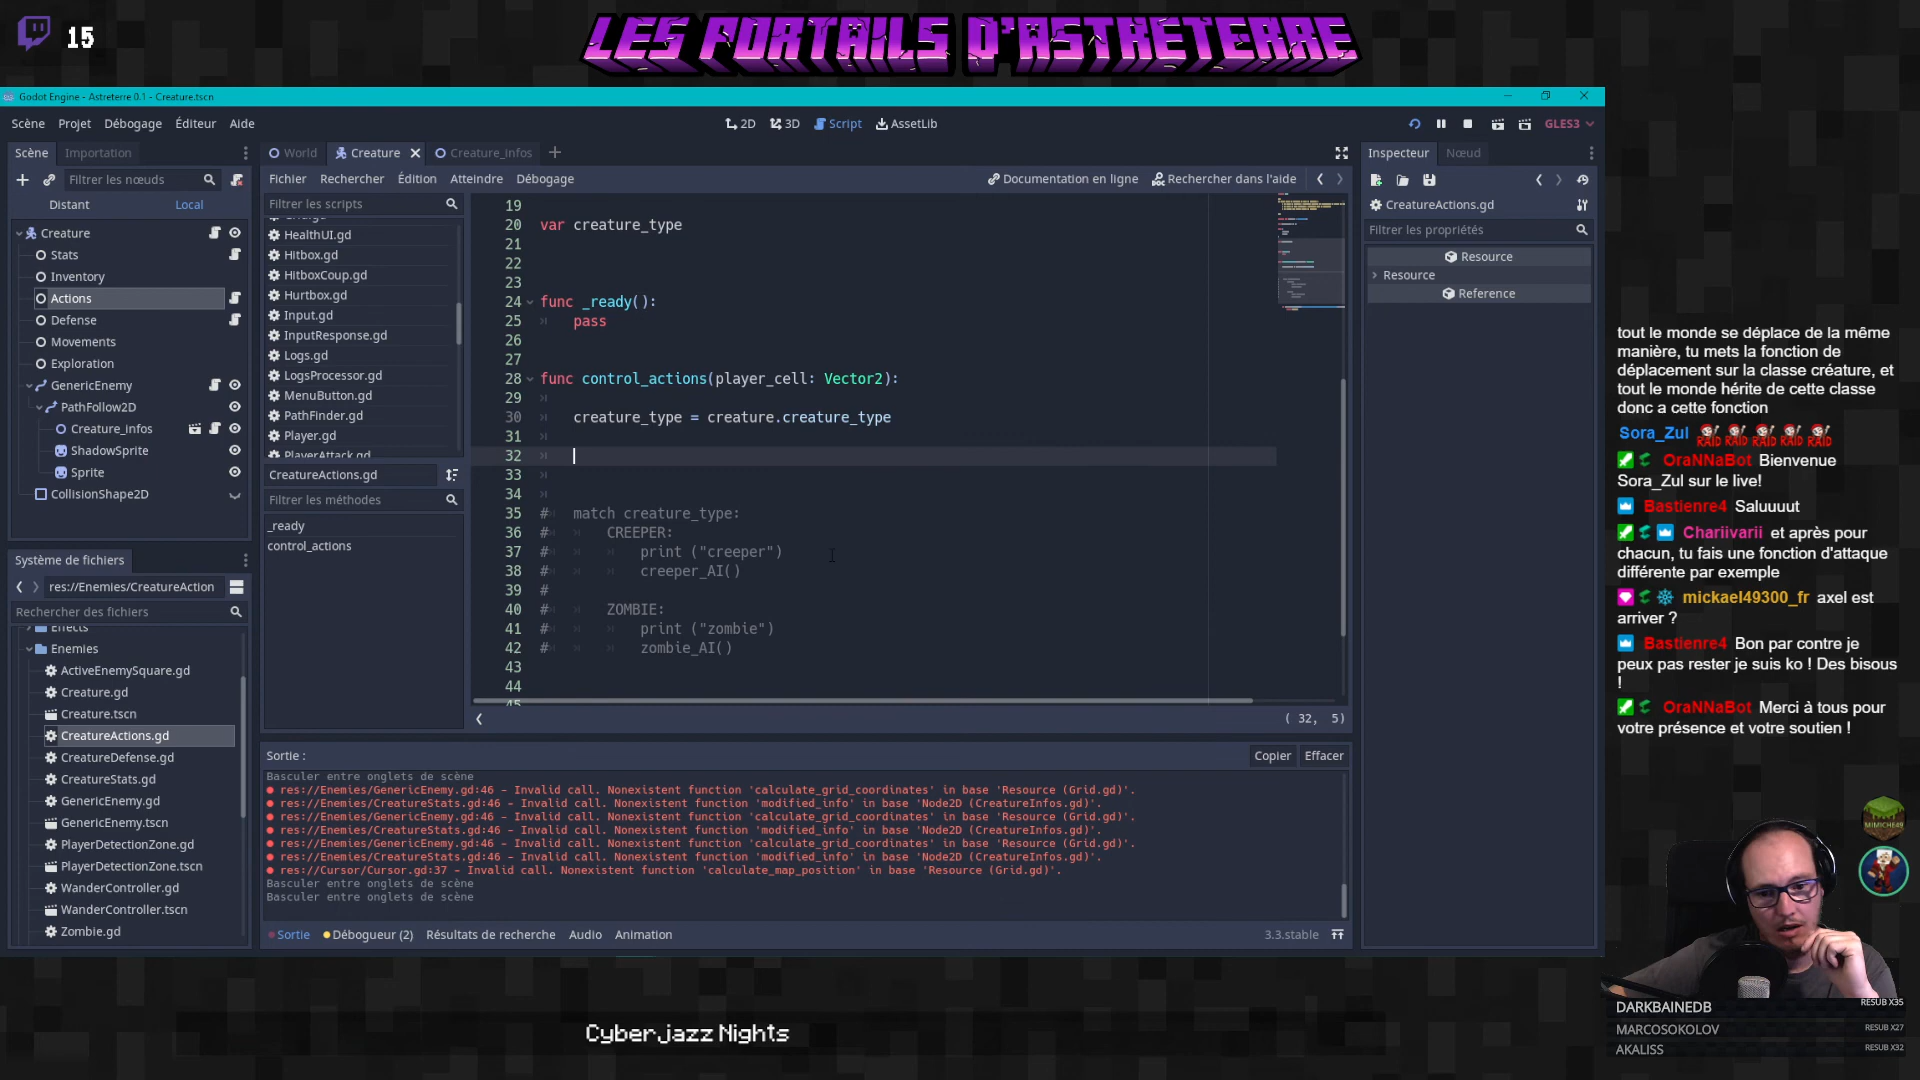 15
LES PORTAILS D'ASTRETERRE
Godot Engine - Astreterre 0.1 - Creature.tscn
Scène Projet Débogage Éditeur Aide
2D 3D Script AssetLib
GLES3
Scène Importation
World Creature Creature_infos
Inspecteur Nœud
Filtrer les nœuds
Fichier Rechercher Édition Atteindre Débogage
Documentation en ligne Rechercher dans l'aide
Distant Local
Filtrer les scripts
CreatureActions.gd
Filtrer les propriétés
Resource
Resource
Reference
Creature
Stats
Inventory
Actions
Defense
Movements
Exploration
GenericEnemy
PathFollow2D
Creature_infos
ShadowSprite
Sprite
CollisionShape2D
HealthUI.gd
Hitbox.gd
HitboxCoup.gd
Hurtbox.gd
Input.gd
InputResponse.gd
Logs.gd
LogsProcessor.gd
MenuButton.gd
PathFinder.gd
Player.gd
PlayerAttack.gd
CreatureActions.gd
Filtrer les méthodes
_ready
control_actions
19
20 var creature_type
21
22
23
24 func _ready():
25 pass
26
27
28 func control_actions(player_cell: Vector2):
29
30 creature_type = creature.creature_type
31
32
33
34
35 # match creature_type:
36 # CREEPER:
37 # print ("creeper")
38 # creeper_AI()
39 #
40 # ZOMBIE:
41 # print ("zombie")
42 # zombie_AI()
43
44
45
( 32, 5)
Système de fichiers
res://Enemies/CreatureAction
Recherche des fichiers
Effects
Enemies
ActiveEnemySquare.gd
Creature.gd
Creature.tscn
CreatureActions.gd
CreatureDefense.gd
CreatureStats.gd
GenericEnemy.gd
GenericEnemy.tscn
PlayerDetectionZone.gd
PlayerDetectionZone.tscn
WanderController.gd
WanderController.tscn
Zombie.gd
Sortie :
Copier Effacer
Basculer entre onglets de scène
res://Enemies/GenericEnemy.gd:46 - Invalid call. Nonexistent function 'calculate_grid_coordinates' in base 'Resource (Grid.gd)'.
res://Enemies/CreatureStats.gd:46 - Invalid call. Nonexistent function 'modified_info' in base 'Node2D (CreatureInfos.gd)'.
res://Enemies/GenericEnemy.gd:46 - Invalid call. Nonexistent function 'calculate_grid_coordinates' in base 'Resource (Grid.gd)'.
res://Enemies/CreatureStats.gd:46 - Invalid call. Nonexistent function 'modified_info' in base 'Node2D (CreatureInfos.gd)'.
res://Enemies/GenericEnemy.gd:46 - Invalid call. Nonexistent function 'calculate_grid_coordinates' in base 'Resource (Grid.gd)'.
res://Enemies/CreatureStats.gd:46 - Invalid call. Nonexistent function 'modified_info' in base 'Node2D (CreatureInfos.gd)'.
res://Cursor/Cursor.gd:37 - Invalid call. Nonexistent function 'calculate_map_position' in base 'Resource (Grid.gd)'.
Basculer entre onglets de scène
Basculer entre onglets de scène
Sortie Débogueur (2) Résultats de recherche Audio Animation
3.3.stable
tout le monde se déplace de la même
manière, tu mets la fonction de
déplacement sur la classe créature, et
tout le monde hérite de cette classe
donc a cette fonction
Sora_Zul RAID RAID RAID RAID RAID
OraNNaBot Bienvenue
Sora_Zul sur le live!
Bastienre4 Saluuuut
Chariivarii et après pour
chacun, tu fais une fonction d'attaque
différente par exemple
mickael49300_fr axel est
arriver ?
Bastienre4 Bon par contre je
peux pas rester je suis ko ! Des bisous
!
OraNNaBot Merci à tous pour
votre présence et votre soutien !
MIMICH649
DARKBAINEDB RESUB X35
MARCOSOKOLOV RESUB X27
AKALISS RESUB X32
Cyberjazz Nights